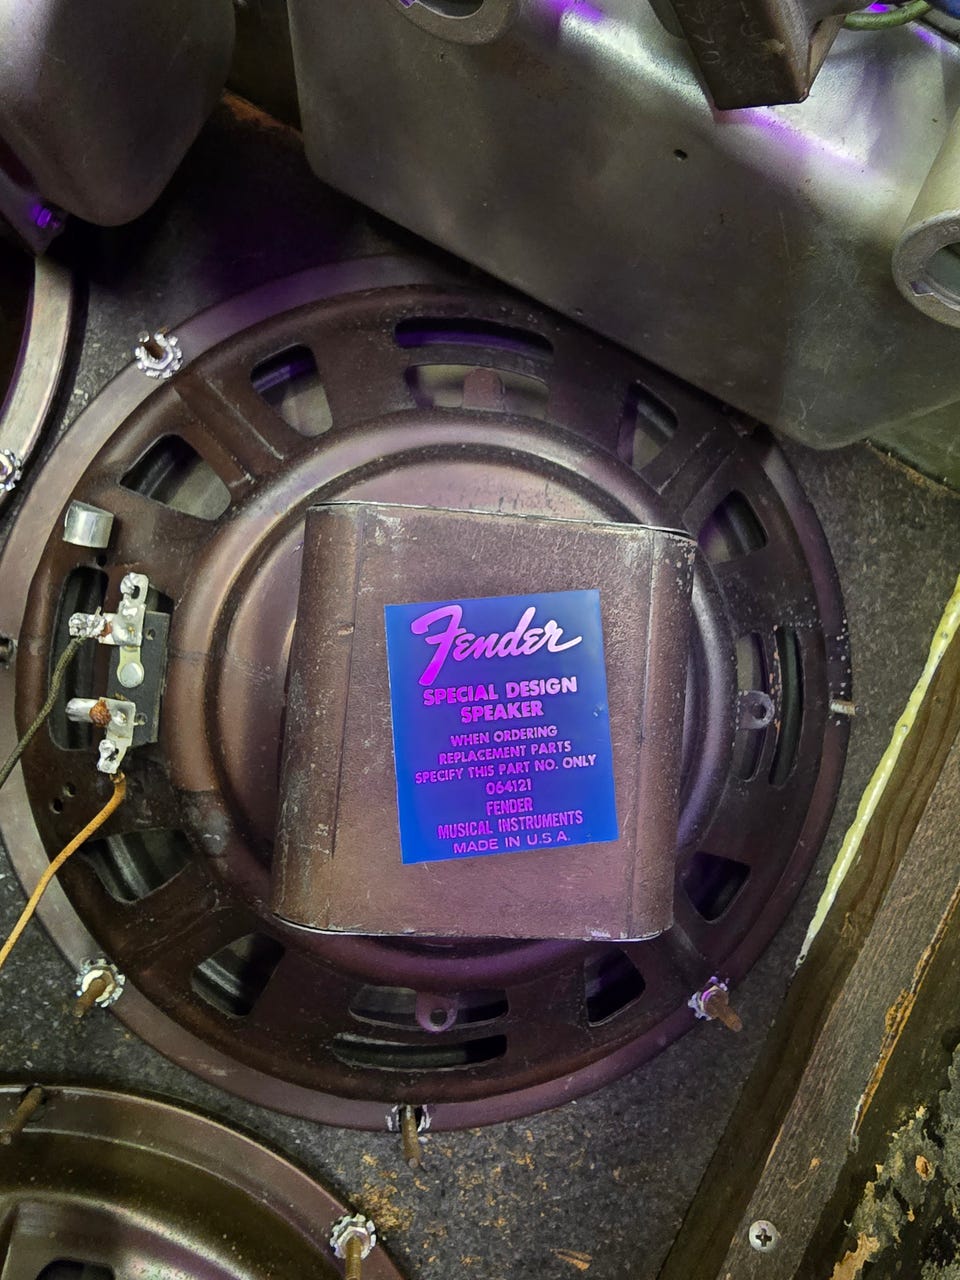 Fender
SPECIAL DESIGN
SPEAKER
WHEN ORDERING
REPLACEMENT PARTS
SPECIFY THIS PART NO. ONLY
064121
FENDER
MUSICAL INSTRUMENTS
MADE IN U.S.A.